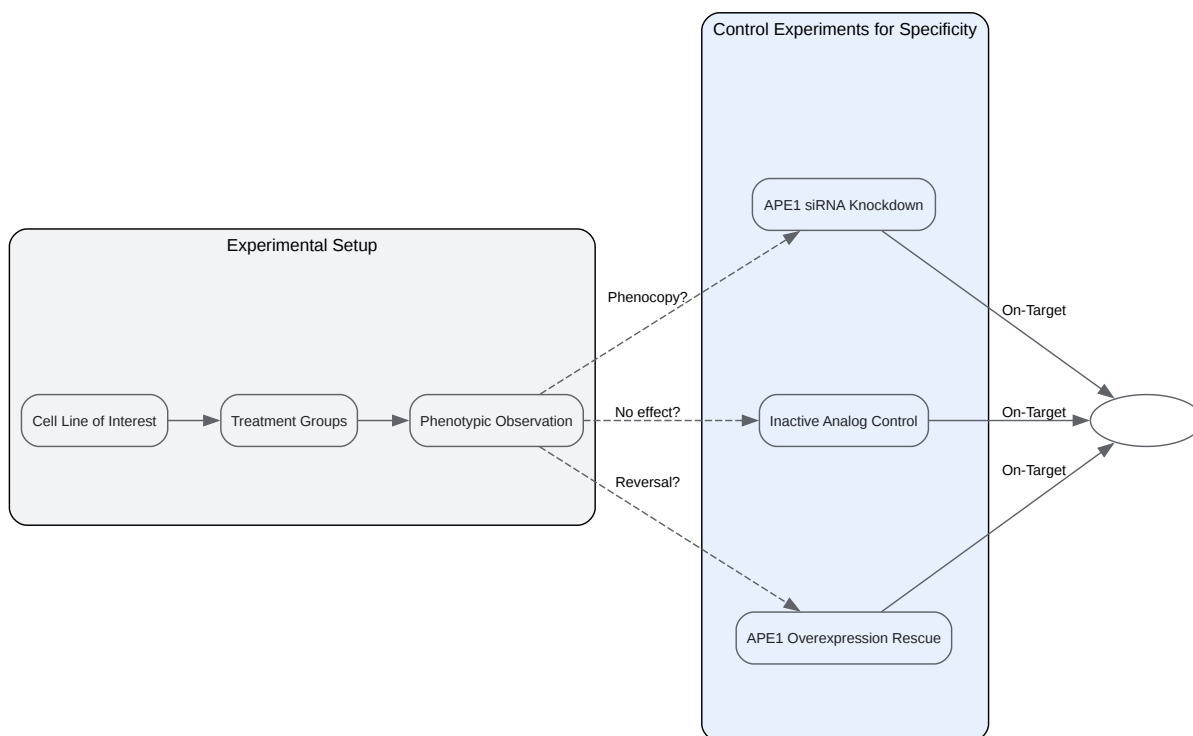 Control Experiments for Specificity
APE1 siRNA Knockdown
Experimental Setup
Phenocopy?
On-Target
Cell Line of Interest
Treatment Groups
Phenotypic Observation
No effect?
Inactive Analog Control
On-Target
Reversal?
On-Target
APE1 Overexpression Rescue